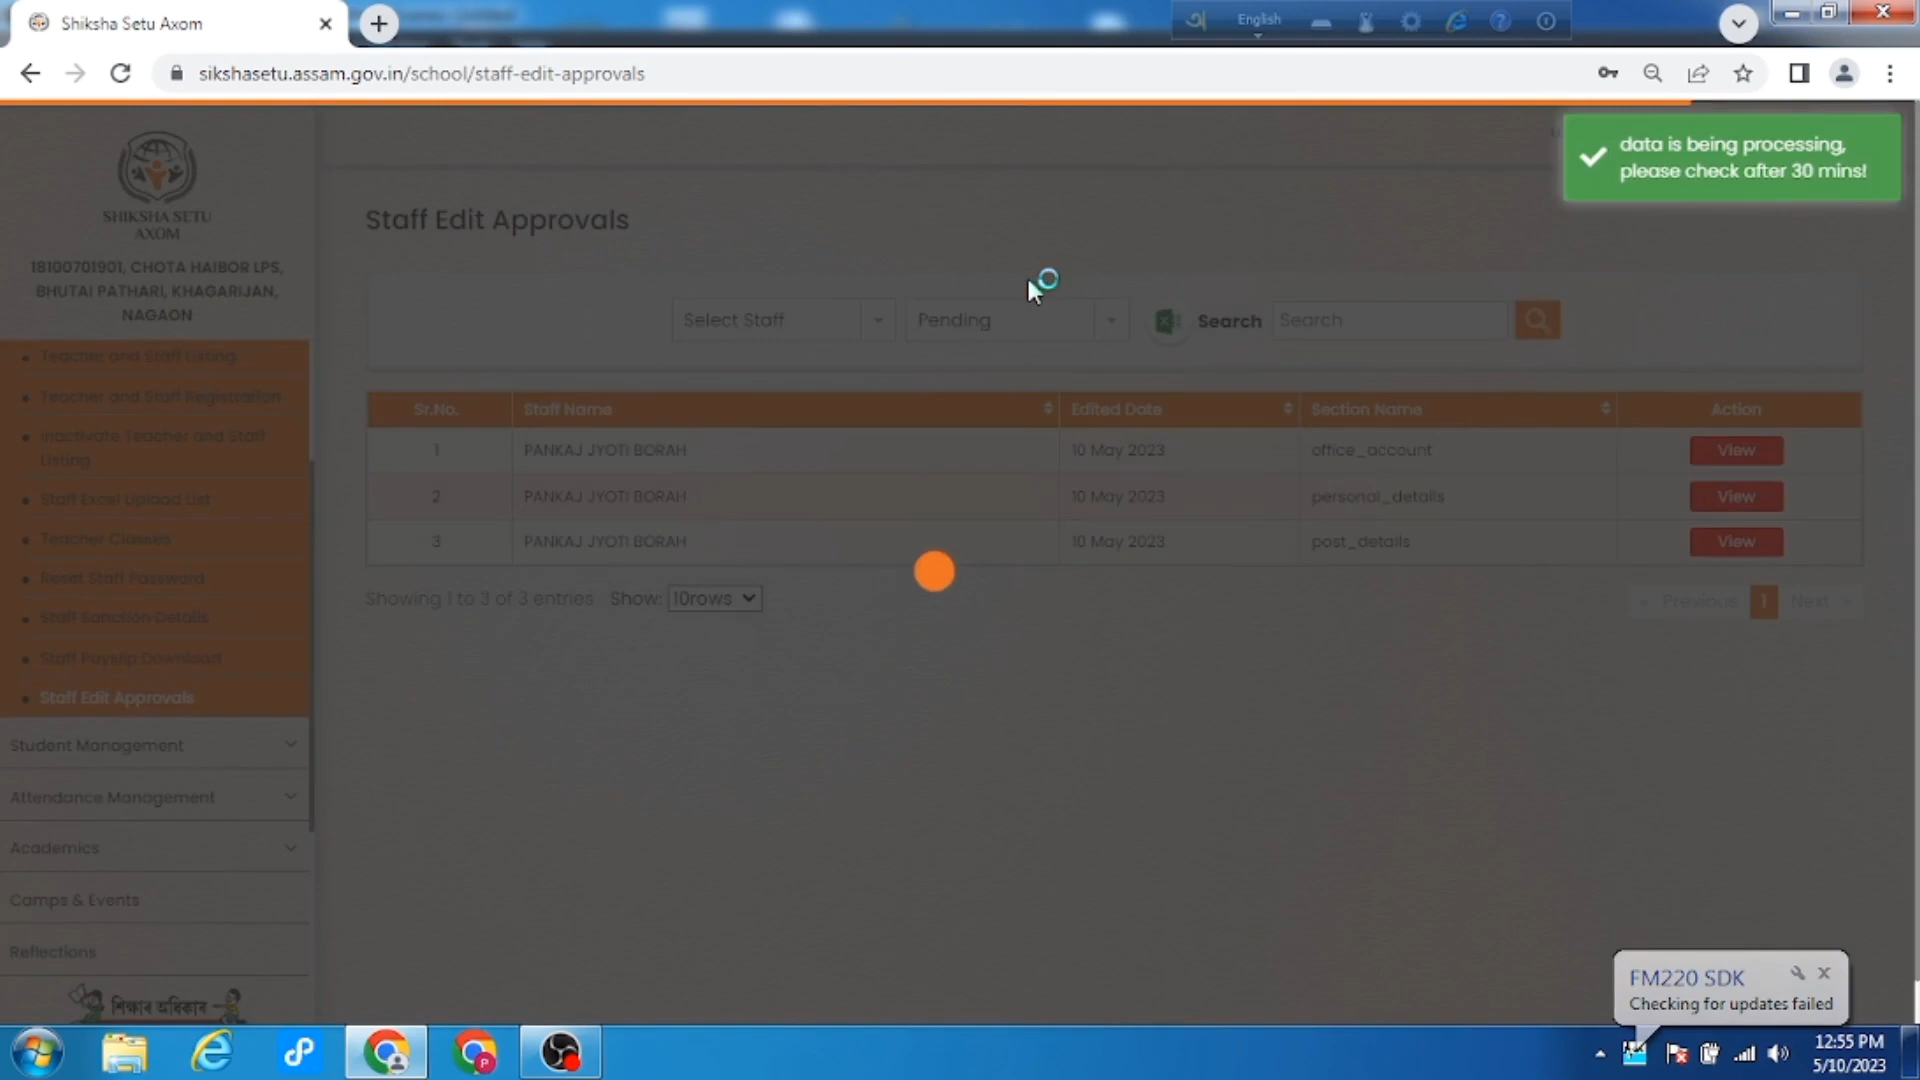 Shiksha Setu Axom
English
sikshasetu.assam.gov.in/school/staff-edit-approvals
data is being processing,
please check after 30 mins!
SHIKSHA SETU
AXOM
18100701901, CHOTA HAIBOR LPS,
BHUTAI PATHARI, KHAGARIJAN,
NAGAON
Teacher and Staff Listing
Teacher and Staff Registration
Inactivate Teacher and Staff
Listing
Staff Excel Upload List
Teacher Classes
Reset Staff Password
Staff Sanction Details
Staff Payslip Download
Staff Edit Approvals
Student Management
Attendance Management
Academics
Camps & Events
Reflections
শিক্ষাৰ অধিকাৰ
Staff Edit Approvals
Select Staff Pending Search Search
Sr.No. Staff Name Edited Date Section Name Action
1 PANKAJ JYOTI BORAH 10 May 2023 office_account View
2 PANKAJ JYOTI BORAH 10 May 2023 personal_details View
3 PANKAJ JYOTI BORAH 10 May 2023 post_details View
Showing 1 to 3 of 3 entries Show: 10rows « Previous 1 Next »
FM220 SDK
Checking for updates failed
12:55 PM
5/10/2023